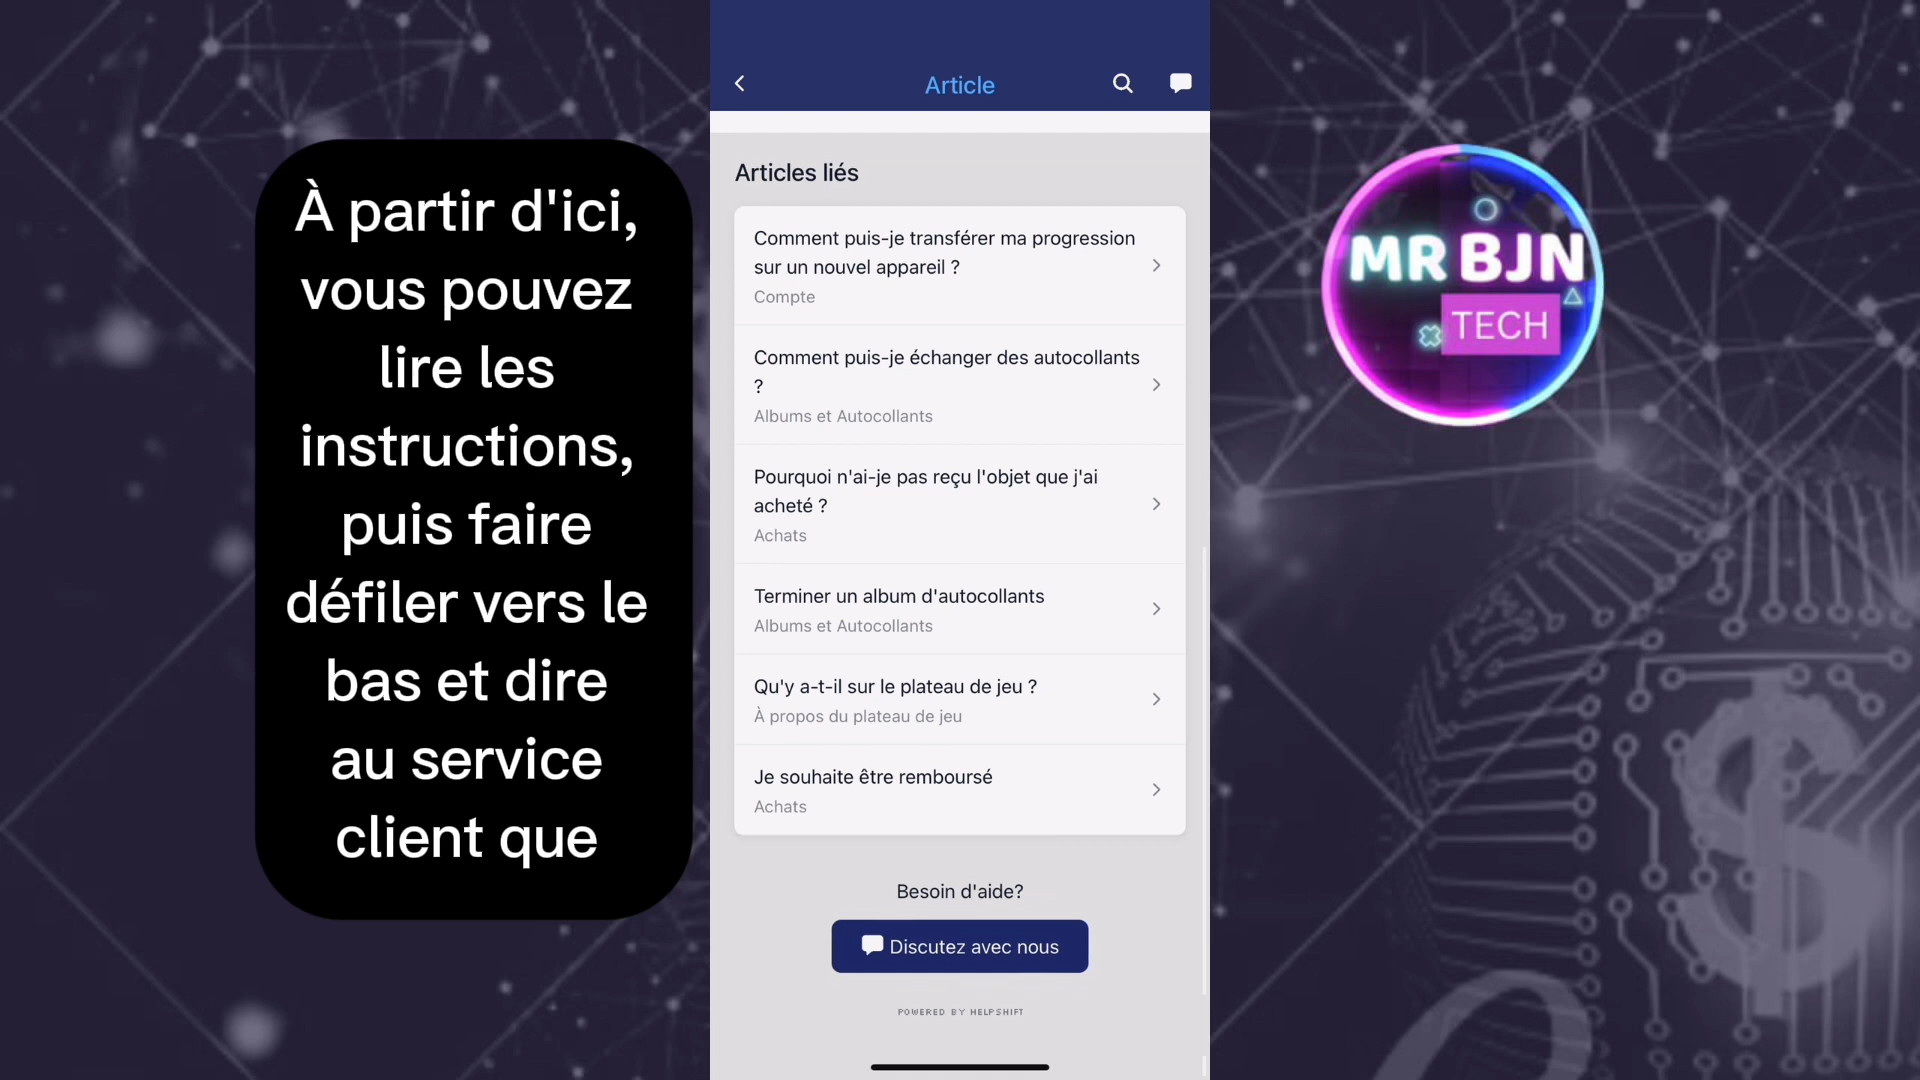 À partir d'ici,
vous pouvez
lire les
instructions,
puis faire
défiler vers le
bas et dire
au service
client que
Article
Articles liés
Comment puis-je transférer ma progression
sur un nouvel appareil ?
Compte
Comment puis-je échanger des autocollants
?
Albums et Autocollants
Pourquoi n'ai-je pas reçu l'objet que j'ai
acheté ?
Achats
Terminer un album d'autocollants
Albums et Autocollants
Qu'y a-t-il sur le plateau de jeu ?
À propos du plateau de jeu
Je souhaite être remboursé
Achats
Besoin d'aide?
Discutez avec nous
POWERED BY HELPSHIFT
MR BJN
TECH